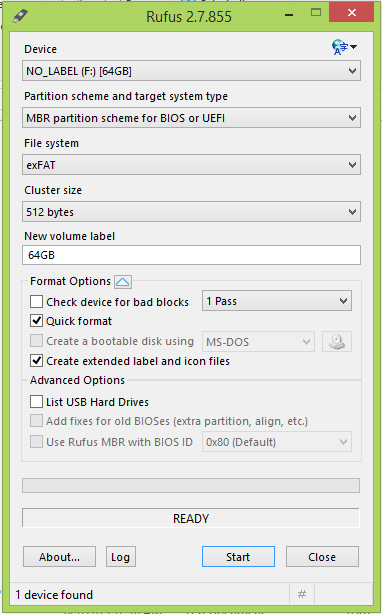 Rufus 2.7.855
Device
NO_LABEL (F:) [64GB]
Partition scheme and target system type
MBR partition scheme for BIOS or UEFI
File system
exFAT
Cluster size
512 bytes
New volume label
64GB
Format Options
Check device for bad blocks 1 Pass
Quick format
Create a bootable disk using MS-DOS
Create extended label and icon files
Advanced Options
List USB Hard Drives
Add fixes for old BIOSes (extra partition, align, etc.)
Use Rufus MBR with BIOS ID 0x80 (Default)
READY
About... Log Start Close
1 device found #